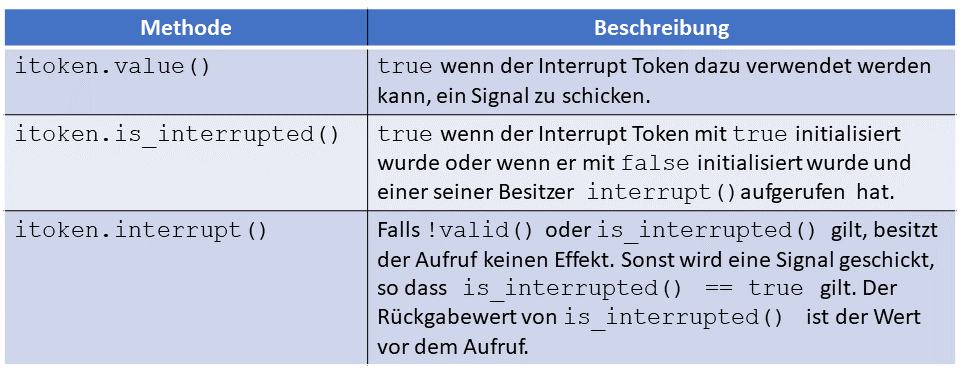 Methode Beschreibung
itoken.value() true wenn der Interrupt Token dazu verwendet werden
kann, ein Signal zu schicken.
itoken.is_interrupted() true wenn der Interrupt Token mit true initialisiert
wurde oder wenn er mit false initialisiert wurde und
einer seiner Besitzer interrupt() aufgerufen hat.
itoken.interrupt() Falls !valid() oder is_interrupted() gilt, besitzt
der Aufruf keinen Effekt. Sonst wird eine Signal geschickt,
so dass is_interrupted() == true gilt. Der
Rückgabewert von is_interrupted() ist der Wert
vor dem Aufruf.